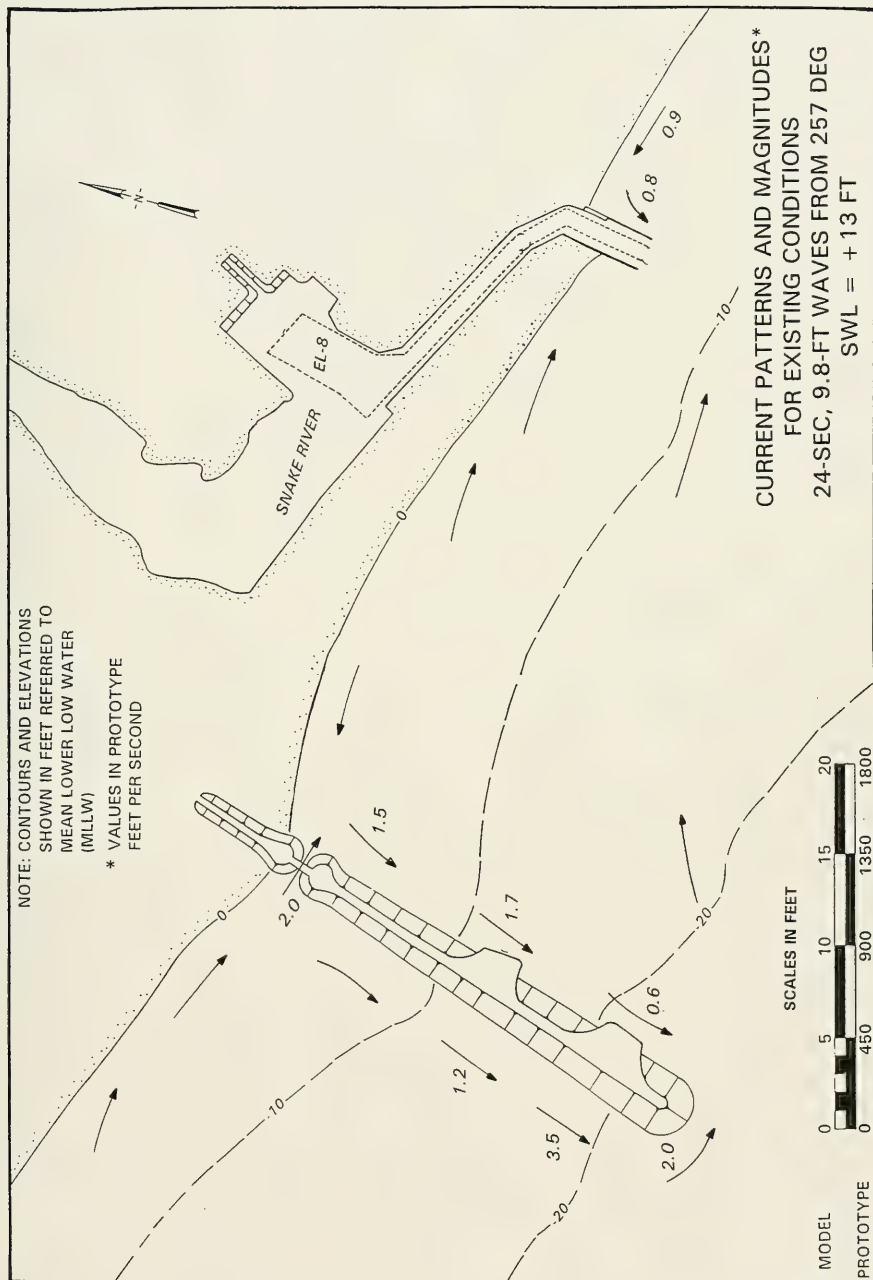 NOTE: CONTOURS AND ELEVATIONS
SHOWN IN FEET REFERRED TO
MEAN LOWER LOW WATER
(MLLW)
* VALUES IN PROTOTYPE
FEET PER SECOND
-N-
SNAKE RIVER
EL-8
0
0
2.0
1.5
1.7
0.6
1.2
3.5
2.0
0.8
0.9
-10
-10
-20
-20
CURRENT PATTERNS AND MAGNITUDES*
FOR EXISTING CONDITIONS
24-SEC, 9.8-FT WAVES FROM 257 DEG
SWL = +13 FT
SCALES IN FEET
MODEL 0 5 10 15 20
PROTOTYPE 0 450 900 1350 1800